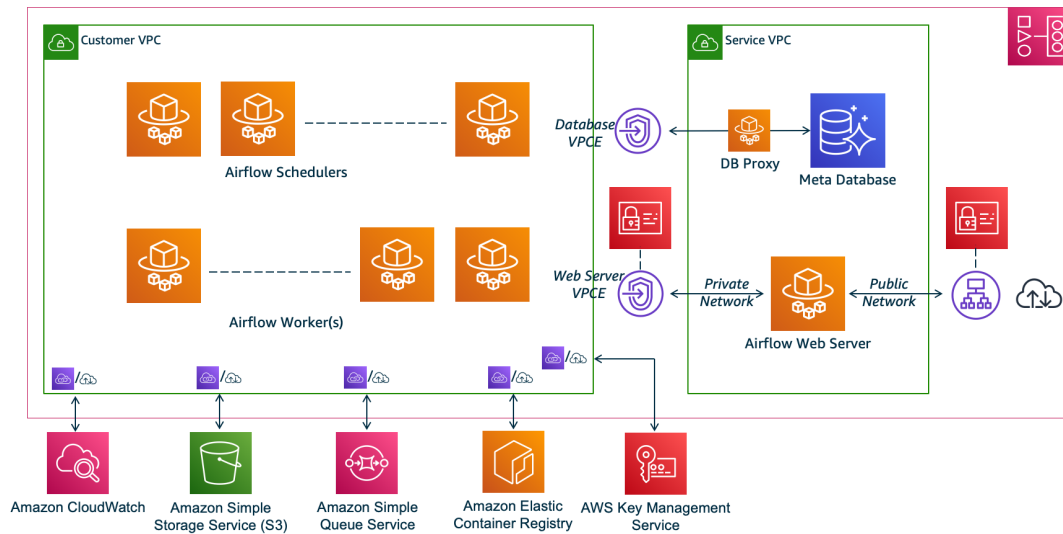 Customer VPC
Service VPC
Airflow Schedulers
Database
VPCE
DB Proxy
Meta Database
Airflow Worker(s)
Web Server
VPCE
Private
Network
Public
Network
Airflow Web Server
/
/
/
/
/
Amazon CloudWatch
Amazon Simple
Storage Service (S3)
Amazon Simple
Queue Service
Amazon Elastic
Container Registry
AWS Key Management
Service